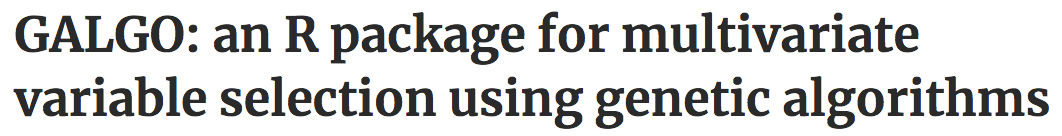 GALGO: an R package for multivariate
variable selection using genetic algorithms